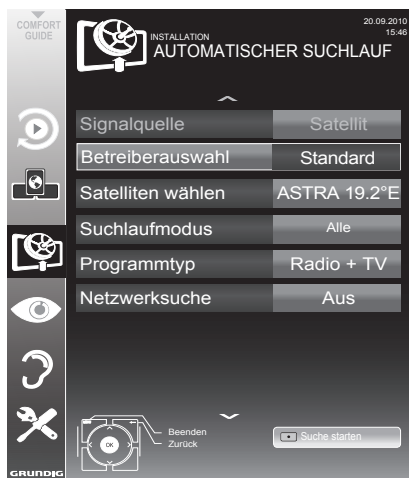 COMFORT
GUIDE
20.09.2010
15:46
INSTALLATION
AUTOMATISCHER SUCHLAUF
Signalquelle Satellit
Betreiberauswahl Standard
Satelliten wählen ASTRA 19.2°E
Suchlaufmodus Alle
Programmtyp Radio + TV
Netzwerksuche Aus
OK
Beenden
Zurück
Suche starten
GRUNDIG